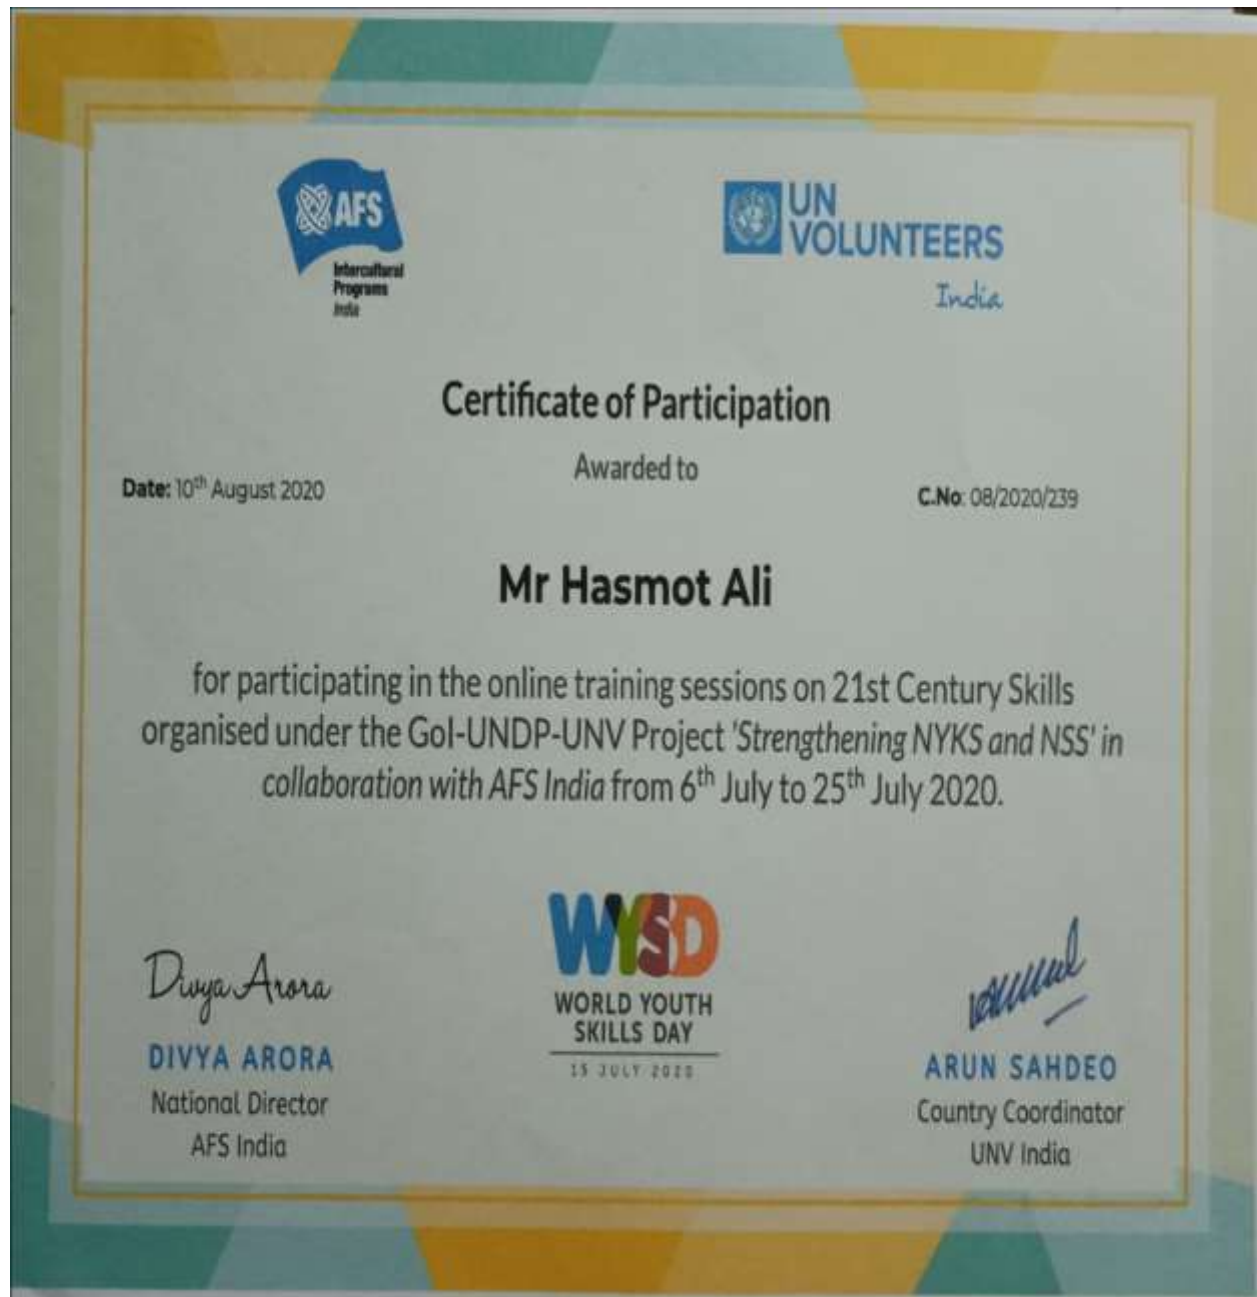 AFS
Intercultural
Programs
India
UN
VOLUNTEERS
India
Certificate of Participation
Awarded to
Date: 10th August 2020
C.No: 08/2020/239
Mr Hasmot Ali
for participating in the online training sessions on 21st Century Skills
organised under the GoI-UNDP-UNV Project 'Strengthening NYKS and NSS' in
collaboration with AFS India from 6th July to 25th July 2020.
Divya Arora
DIVYA ARORA
National Director
AFS India
WYSD
WORLD YOUTH
SKILLS DAY
15 JULY 2020
ARUN SAHDEO
Country Coordinator
UNV India